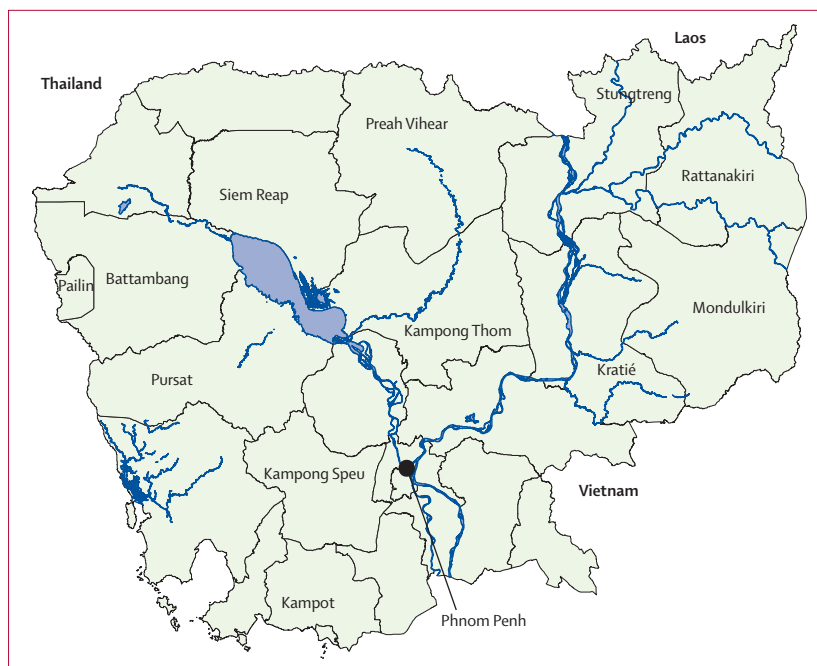 Laos
Thailand
Stungtreng
Preah Vihear
Rattanakiri
Siem Reap
Pailin
Battambang
Mondulkiri
Kampong Thom
Kratié
Pursat
Kampong Speu
Vietnam
Kampot
Phnom Penh